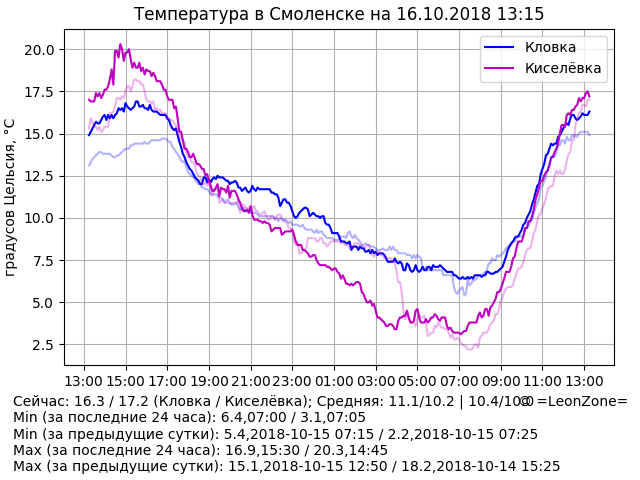 Температура в Смоленске на 16.10.2018 13:15
Кловка
Киселёвка
градусов Цельсия, °C
20.0
17.5
15.0
12.5
10.0
7.5
5.0
2.5
13:00 15:00 17:00 19:00 21:00 23:00 01:00 03:00 05:00 07:00 09:00 11:00 13:00
Сейчас: 16.3 / 17.2 (Кловка / Киселёвка); Средняя: 11.1/10.2 | 10.4/10.0 © =LeonZone=
Min (за последние 24 часа): 6.4,07:00 / 3.1,07:05
Min (за предыдущие сутки): 5.4,2018-10-15 07:15 / 2.2,2018-10-15 07:25
Max (за последние 24 часа): 16.9,15:30 / 20.3,14:45
Max (за предыдущие сутки): 15.1,2018-10-15 12:50 / 18.2,2018-10-14 15:25